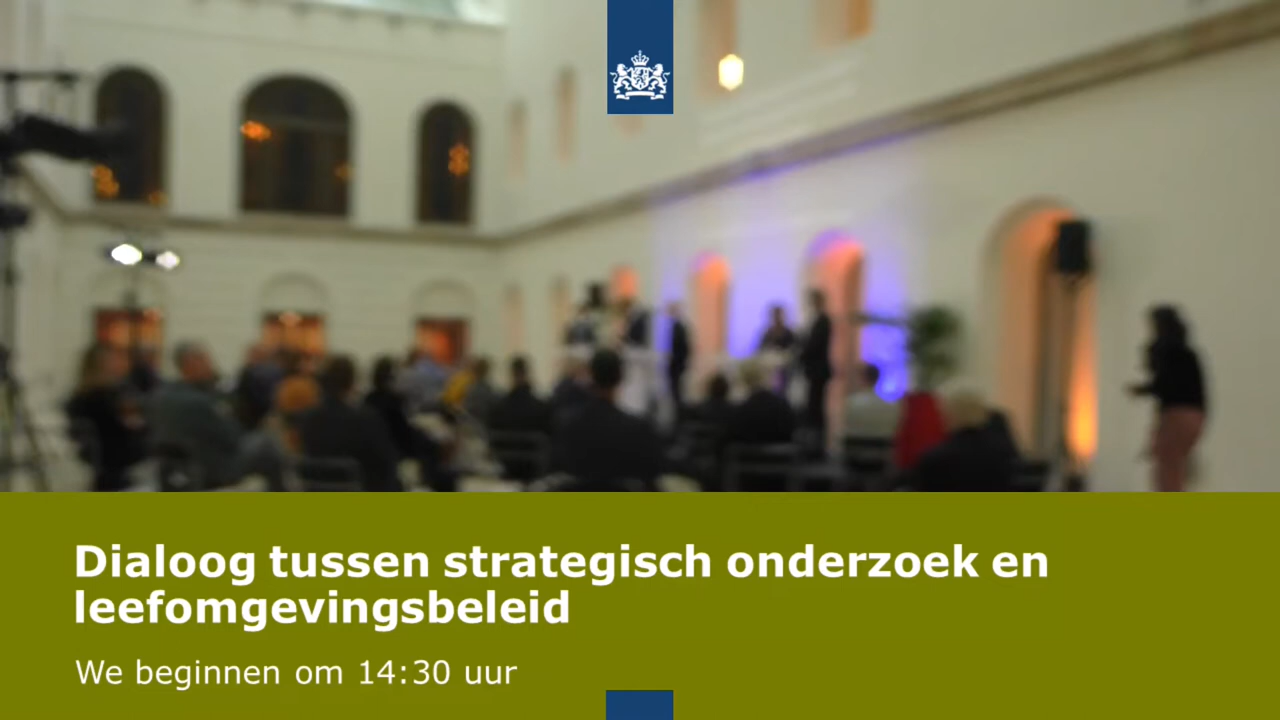 Dialoog tussen strategisch onderzoek en
leefomgevingsbeleid
We beginnen om 14:30 uur